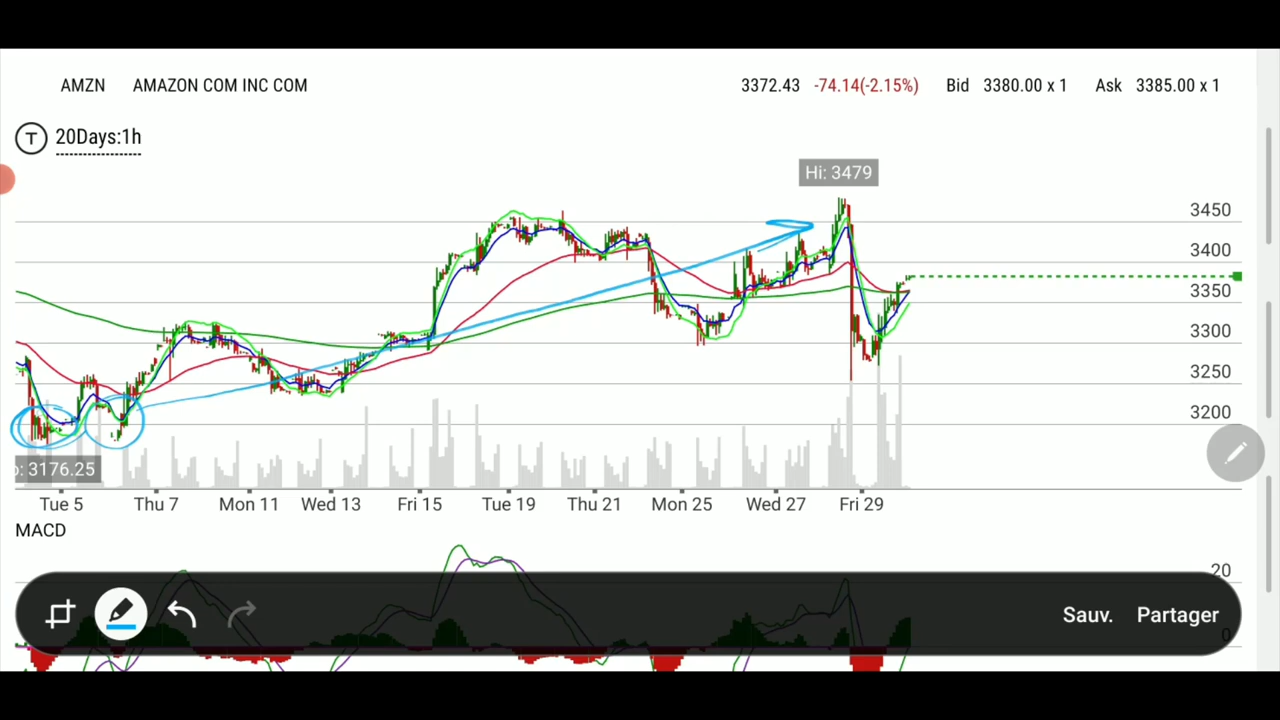 AMZN AMAZON COM INC COM 3372.43 -74.14(-2.15%) Bid 3380.00 x 1 Ask 3385.00 x 1
T 20Days:1h
Hi: 3479
3450
3400
3350
3300
3250
3200
: 3176.25
Tue 5 Thu 7 Mon 11 Wed 13 Fri 15 Tue 19 Thu 21 Mon 25 Wed 27 Fri 29
MACD
20
Sauv. Partager
0